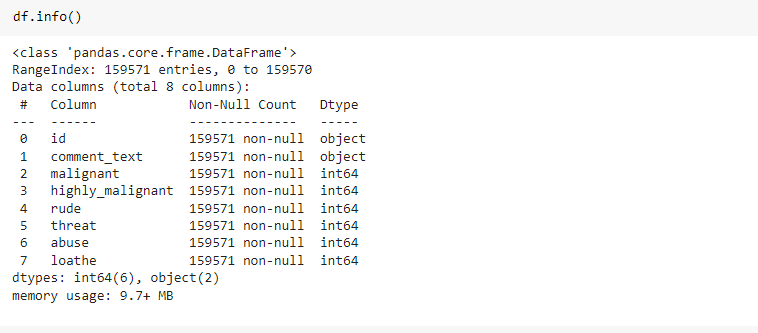 df.info()
<class 'pandas.core.frame.DataFrame'>
RangeIndex: 159571 entries, 0 to 159570
Data columns (total 8 columns):
 #   Column            Non-Null Count   Dtype
---  ------            --------------   -----
 0   id                159571 non-null  object
 1   comment_text      159571 non-null  object
 2   malignant         159571 non-null  int64
 3   highly_malignant  159571 non-null  int64
 4   rude              159571 non-null  int64
 5   threat            159571 non-null  int64
 6   abuse             159571 non-null  int64
 7   loathe            159571 non-null  int64
dtypes: int64(6), object(2)
memory usage: 9.7+ MB